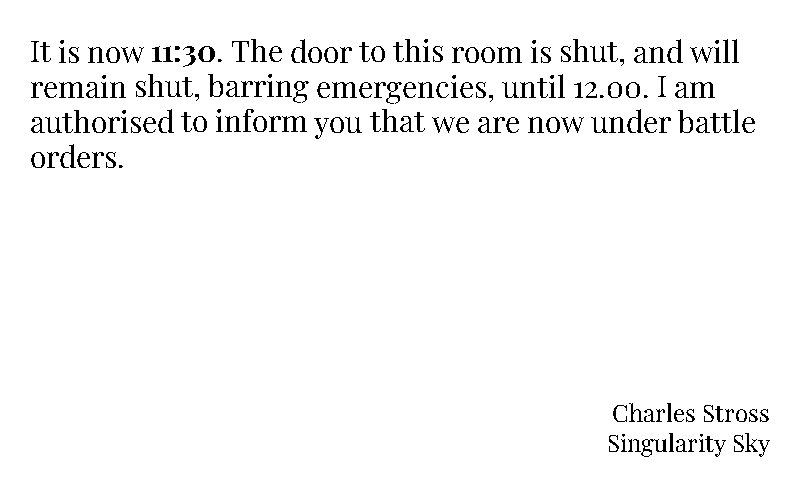 It is now 11:30. The door to this room is shut, and will
remain shut, barring emergencies, until 12.00. I am
authorised to inform you that we are now under battle
orders.
Charles Stross
Singularity Sky